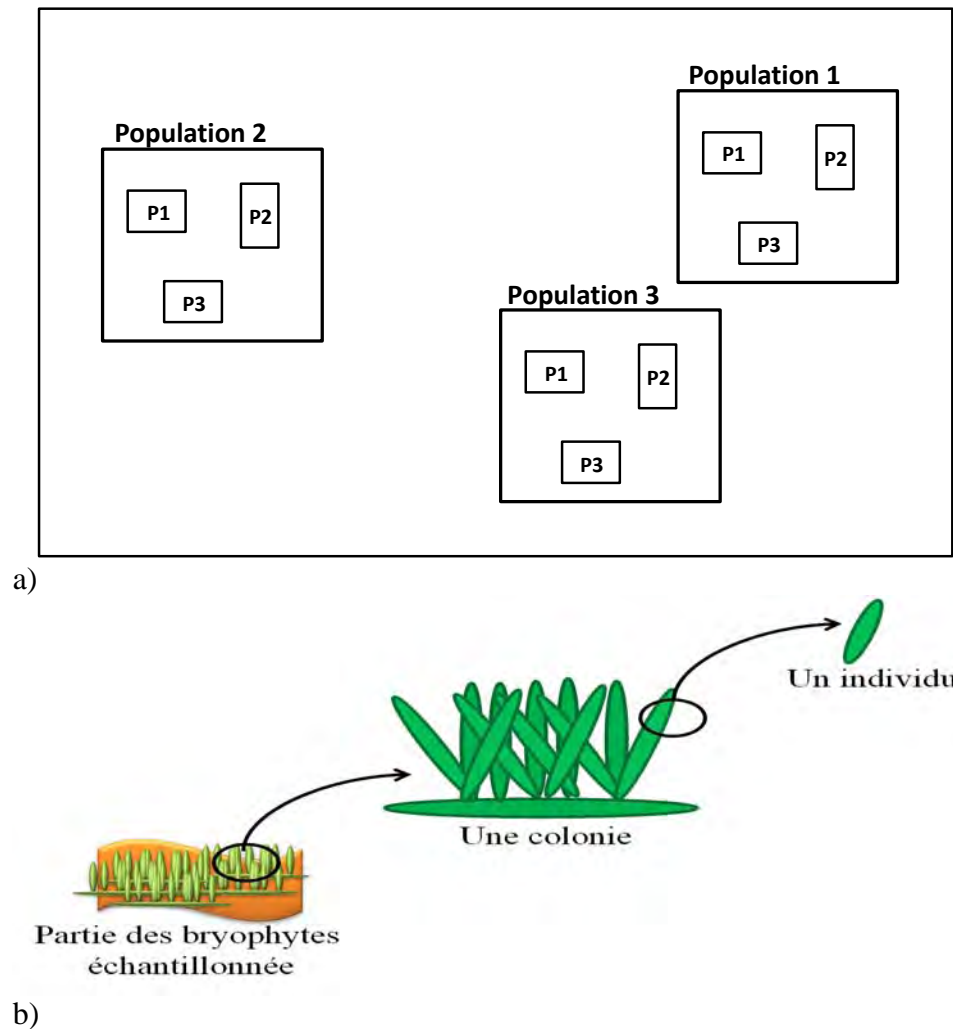 Population 1
Population 2
P1
P2
P3
P1
P2
P3
Population 3
P1
P2
P3
a)
Un individu
Une colonie
Partie des bryophytes
échantillonnée
b)